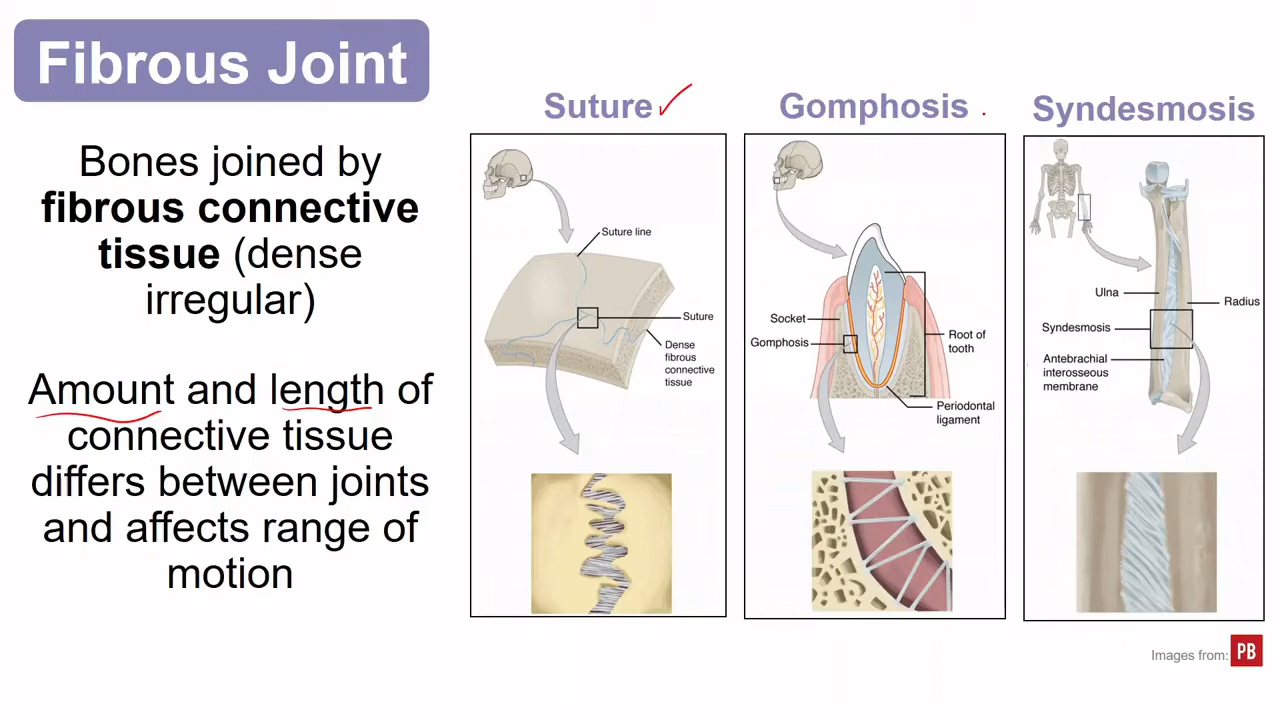 Fibrous Joint
Bones joined by
fibrous connective
tissue (dense
irregular)
Amount and length of
connective tissue
differs between joints
and affects range of
motion
Suture
Suture line
Suture
Dense
fibrous
connective
tissue
Gomphosis
Socket
Gomphosis
Root of
tooth
Periodontal
ligament
Syndesmosis
Ulna
Radius
Syndesmosis
Antebrachial
interosseous
membrane
Images from: PB